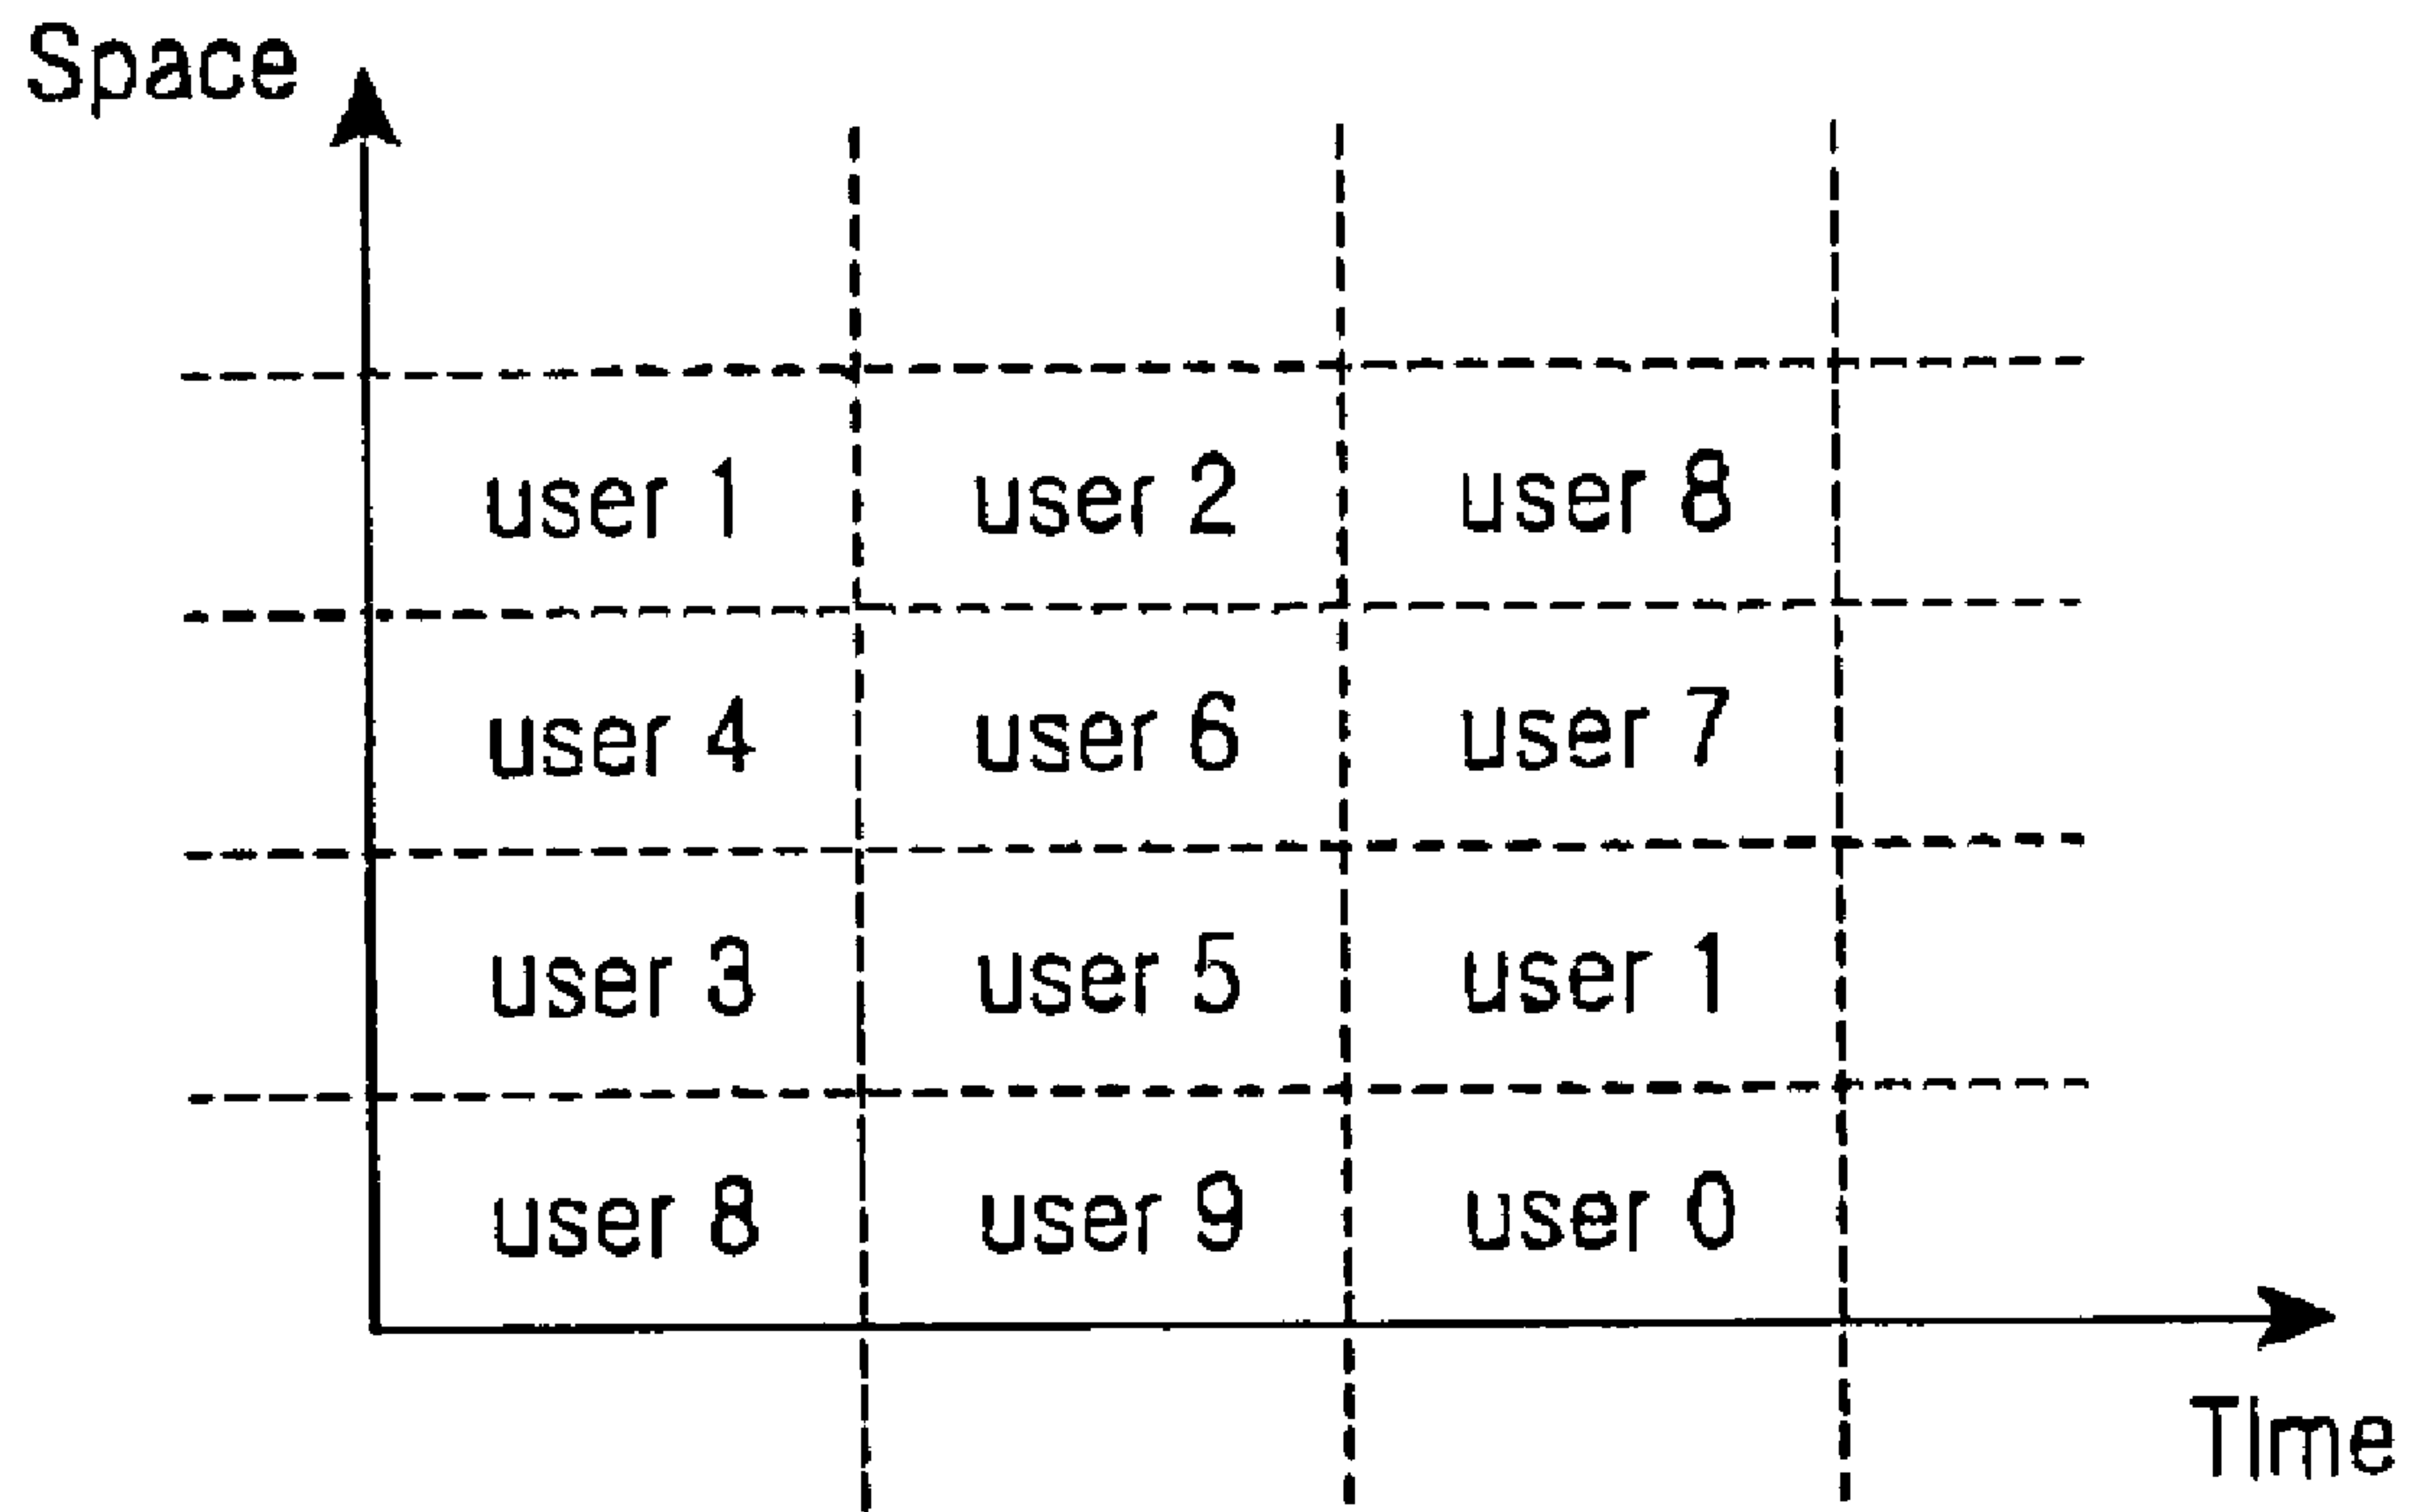 Space
user 1 user 2 user 8
user 4 user 6 user 7
user 3 user 5 user 1
user 8 user 9 user 0
Time